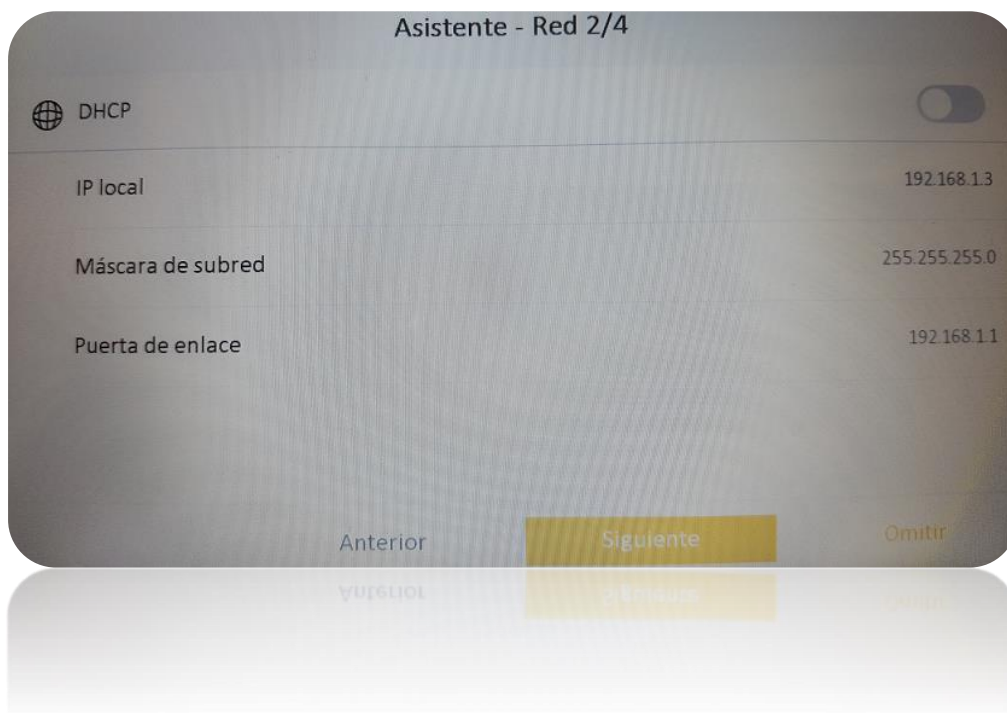 Asistente - Red 2/4
DHCP
IP local 192.168.1.3
Máscara de subred 255.255.255.0
Puerta de enlace 192.168.1.1
Anterior Siguiente Omitir